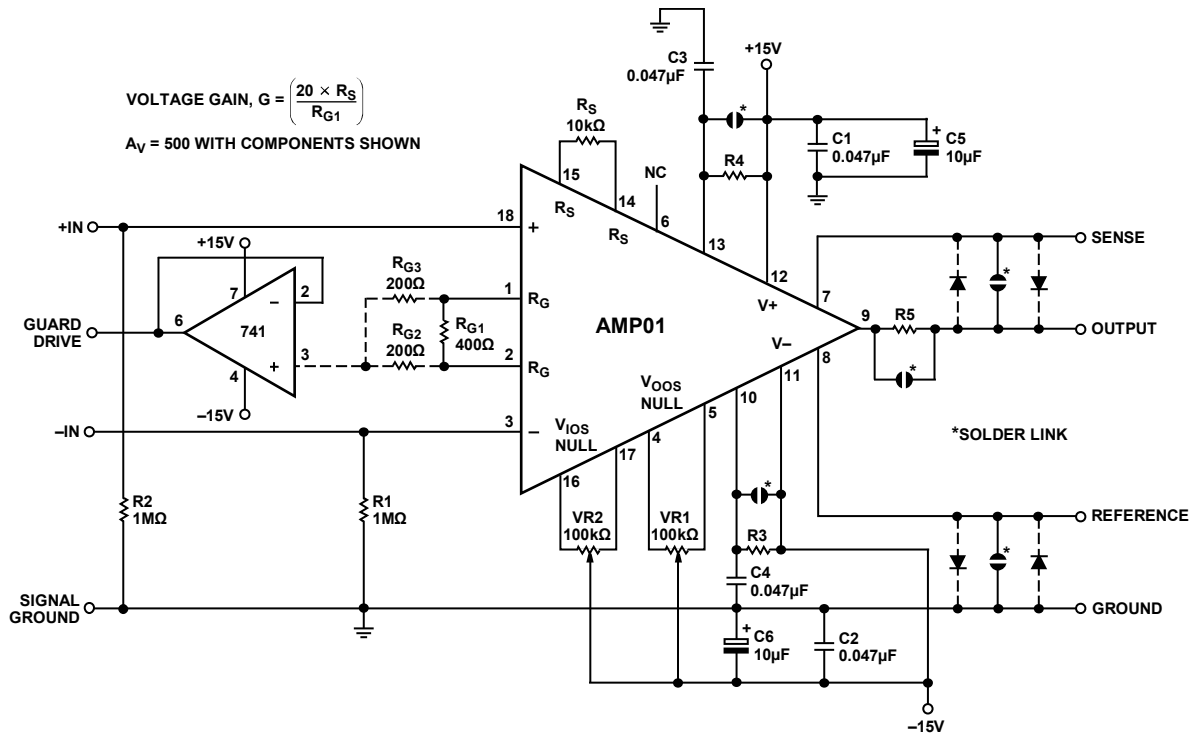 VOLTAGE GAIN, G = (20 × RS / RG1)
AV = 500 WITH COMPONENTS SHOWN
C3
0.047µF
+15V
*
R4
C1
0.047µF
+
C5
10µF
RS
10kΩ
15
14
RS
RS
NC
6
13
12
+IN
18
+
+15V
7
2
–
6
741
3
+
4
–15V
GUARD
DRIVE
RG3
200Ω
RG2
200Ω
RG1
400Ω
1
RG
2
RG
AMP01
V+
V–
7
9
8
11
10
R5
*
*
SENSE
OUTPUT
–IN
3
–
VIOS
NULL
VOOS
NULL
16
17
4
5
*SOLDER LINK
R2
1MΩ
R1
1MΩ
VR2
100kΩ
VR1
100kΩ
*
R3
C4
0.047µF
*
REFERENCE
SIGNAL
GROUND
GROUND
+
C6
10µF
C2
0.047µF
–15V